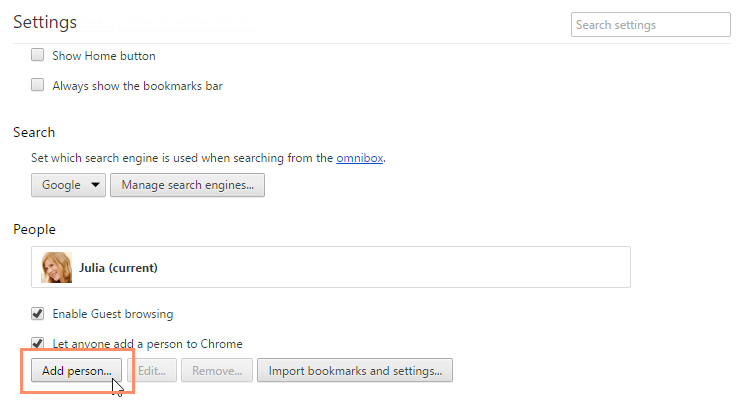 Settings
Search settings
Show Home button
Always show the bookmarks bar
Search
Set which search engine is used when searching from the omnibox.
Google Manage search engines...
People
Julia (current)
Enable Guest browsing
Let anyone add a person to Chrome
Add person... Edit... Remove... Import bookmarks and settings...